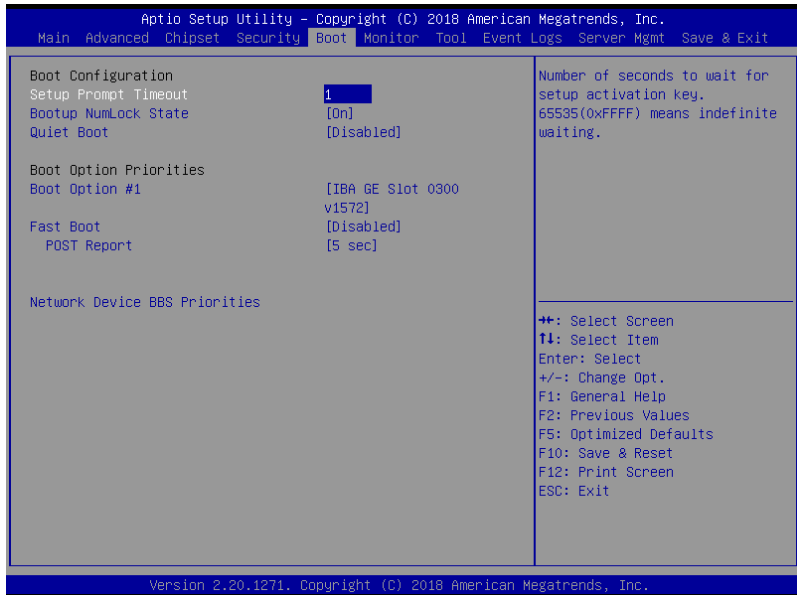 Aptio Setup Utility – Copyright (C) 2018 American Megatrends, Inc.
Main Advanced Chipset Security Boot Monitor Tool Event Logs Server Mgmt Save & Exit
Boot Configuration
Setup Prompt Timeout 1
Bootup NumLock State [On]
Quiet Boot [Disabled]
Boot Option Priorities
Boot Option #1 [IBA GE Slot 0300
v1572]
Fast Boot [Disabled]
POST Report [5 sec]
Network Device BBS Priorities
Number of seconds to wait for
setup activation key.
65535(0xFFFF) means indefinite
waiting.
→←: Select Screen
↑↓: Select Item
Enter: Select
+/-: Change Opt.
F1: General Help
F2: Previous Values
F5: Optimized Defaults
F10: Save & Reset
F12: Print Screen
ESC: Exit
Version 2.20.1271. Copyright (C) 2018 American Megatrends, Inc.